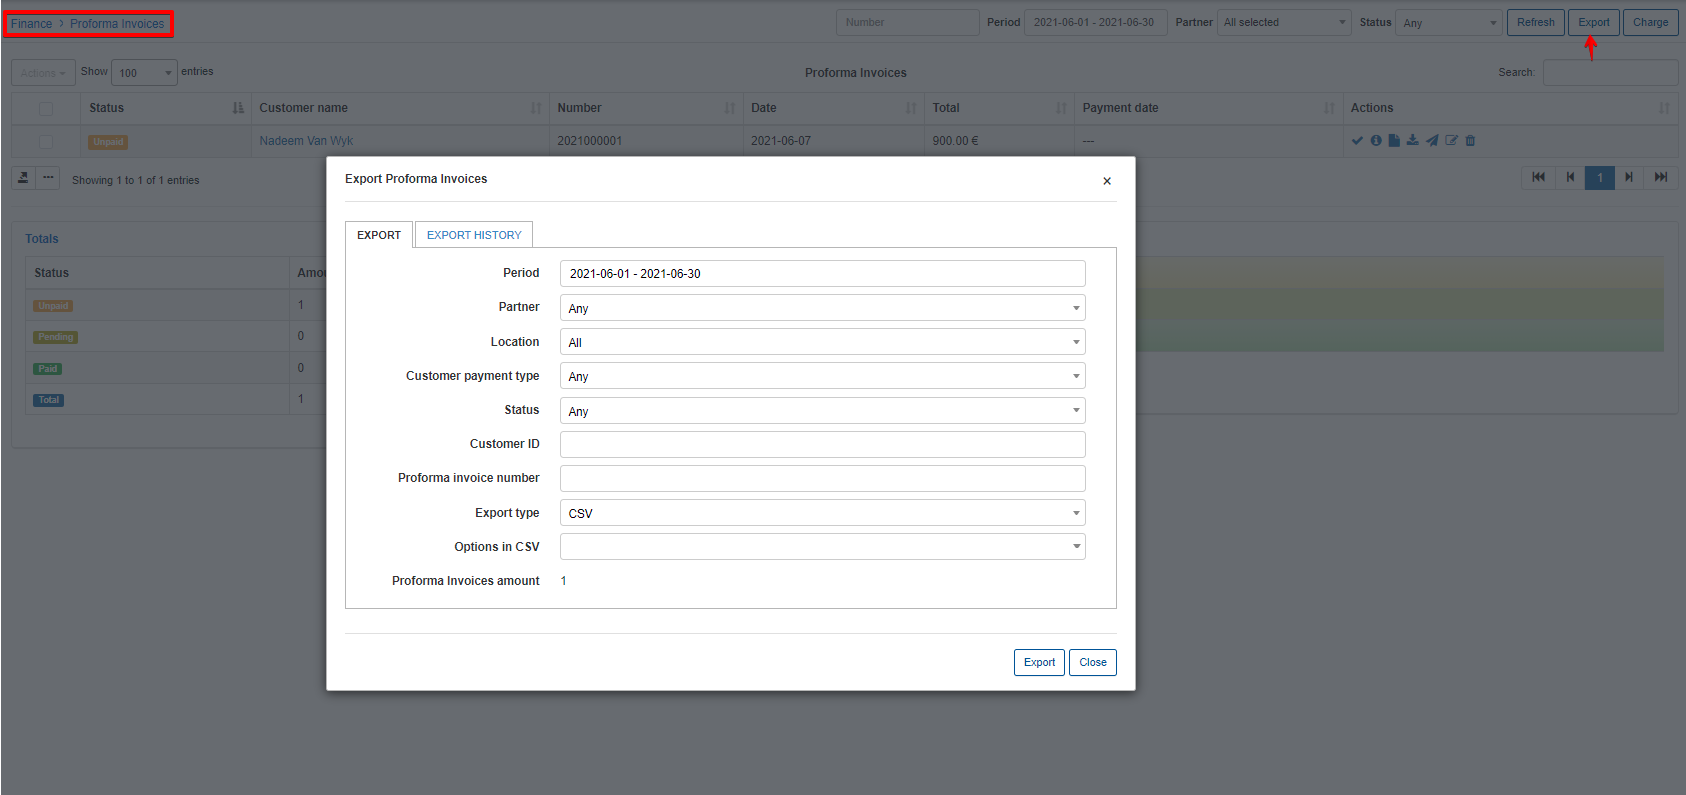 Finance > Proforma Invoices
Number Period 2021-06-01 - 2021-06-30 Partner All selected Status Any Refresh Export Charge
Actions Show 100 entries Proforma Invoices Search:
Status Customer name Number Date Total Payment date Actions
Unpaid Nadeem Van Wyk 2021000001 2021-06-07 900.00 € ---
... Showing 1 to 1 of 1 entries 1
Export Proforma Invoices ×
EXPORT EXPORT HISTORY
Period 2021-06-01 - 2021-06-30
Partner Any
Location All
Customer payment type Any
Status Any
Customer ID
Proforma invoice number
Export type CSV
Options in CSV
Proforma Invoices amount 1
Export Close
Totals
Status
Unpaid 1
Pending 0
Paid 0
Total 1